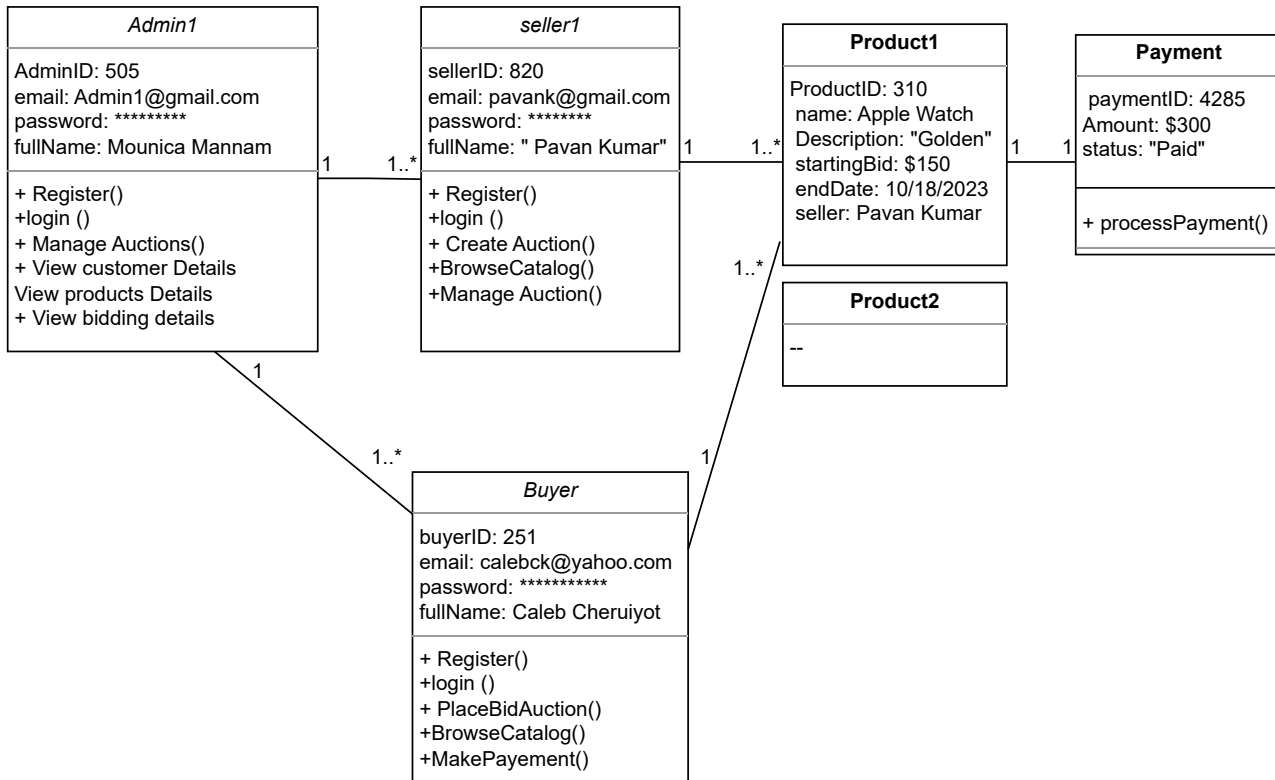 Admin1
AdminID: 505
email: Admin1@gmail.com
password: *********
fullName: Mounica Mannam
+ Register()
+login ()
+ Manage Auctions()
+ View customer Details
View products Details
+ View bidding details
1
1..*
seller1
sellerID: 820
email: pavank@gmail.com
password: ********
fullName: " Pavan Kumar"
+ Register()
+login ()
+ Create Auction()
+BrowseCatalog()
+Manage Auction()
1
1..*
Product1
ProductID: 310
name: Apple Watch
Description: "Golden"
startingBid: $150
endDate: 10/18/2023
seller: Pavan Kumar
1
1
Payment
paymentID: 4285
Amount: $300
status: "Paid"
+ processPayment()
1..*
Product2
--
1
1..*
1
Buyer
buyerID: 251
email: calebck@yahoo.com
password: ***********
fullName: Caleb Cheruiyot
+ Register()
+login ()
+ PlaceBidAuction()
+BrowseCatalog()
+MakePayement()